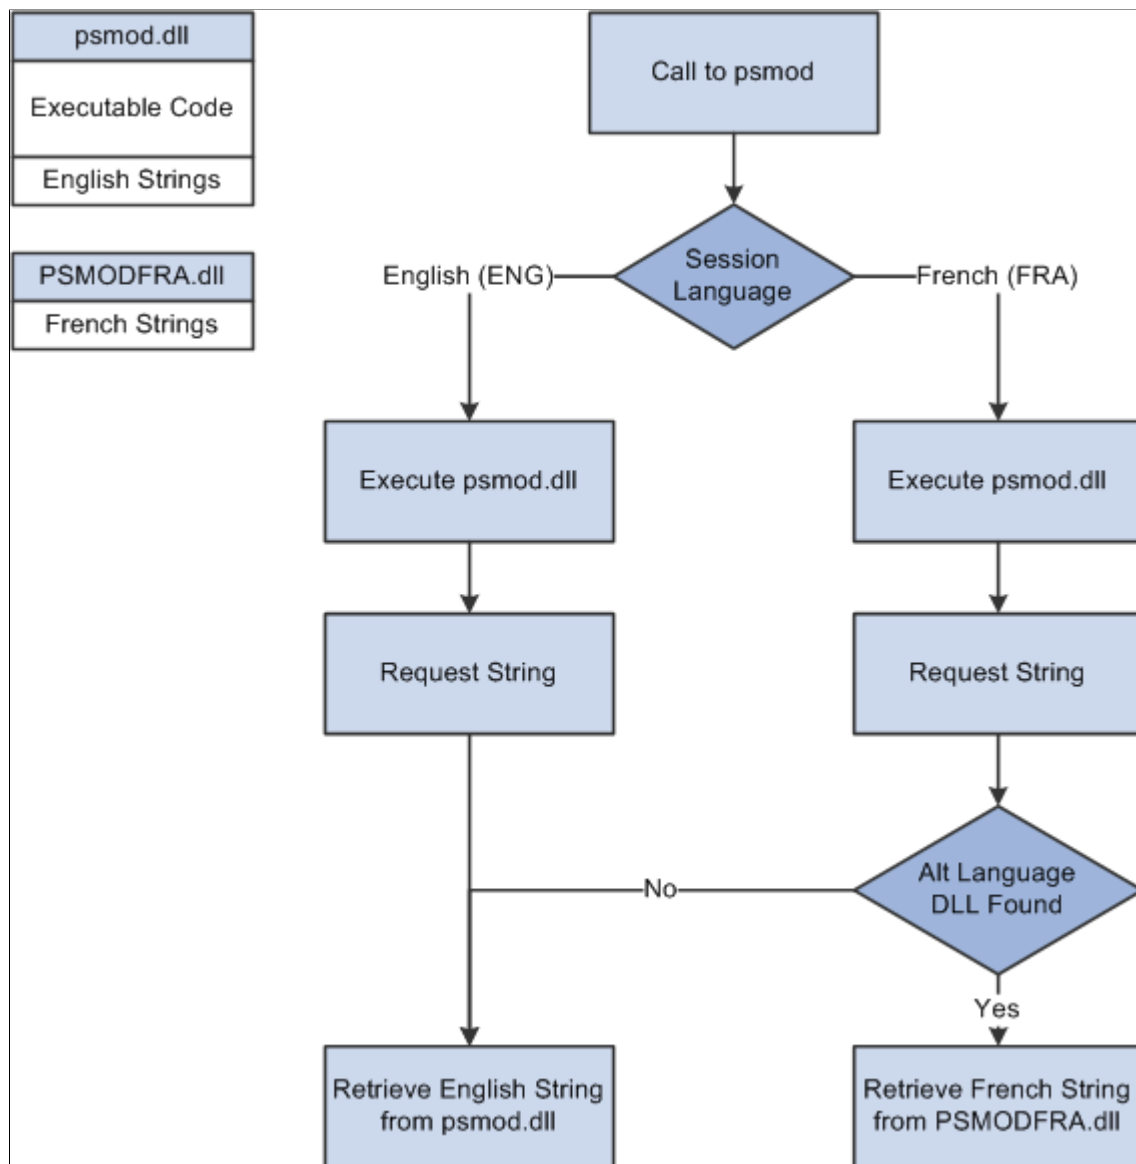 psmod.dll
Executable Code
English Strings
PSMODFRA.dll
French Strings
Call to psmod
Session
Language
English (ENG)
French (FRA)
Execute psmod.dll
Execute psmod.dll
Request String
Request String
Alt Language
DLL Found
No
Yes
Retrieve English String
from psmod.dll
Retrieve French String
from PSMODFRA.dll